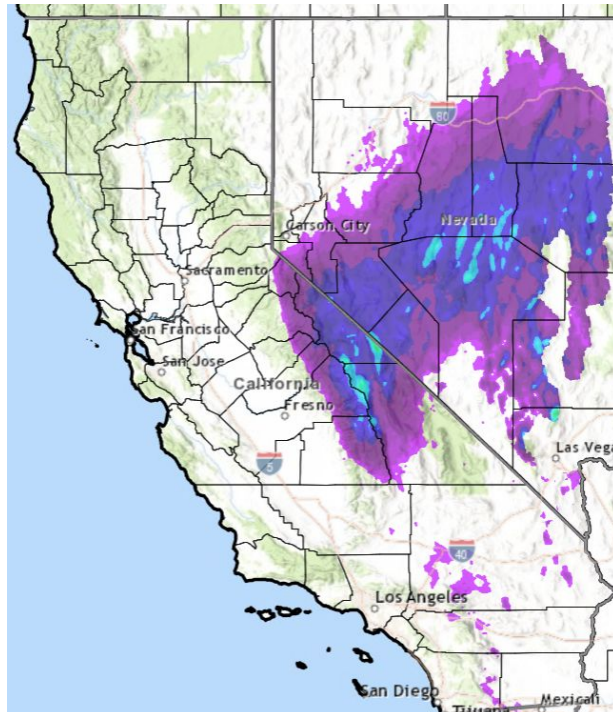 80
Carson City
Nevada
Sacramento
San Francisco
San Jose
California
Fresno
5
Las Vega
40
Los Angeles
San Diego
Tijuana
Mexicali